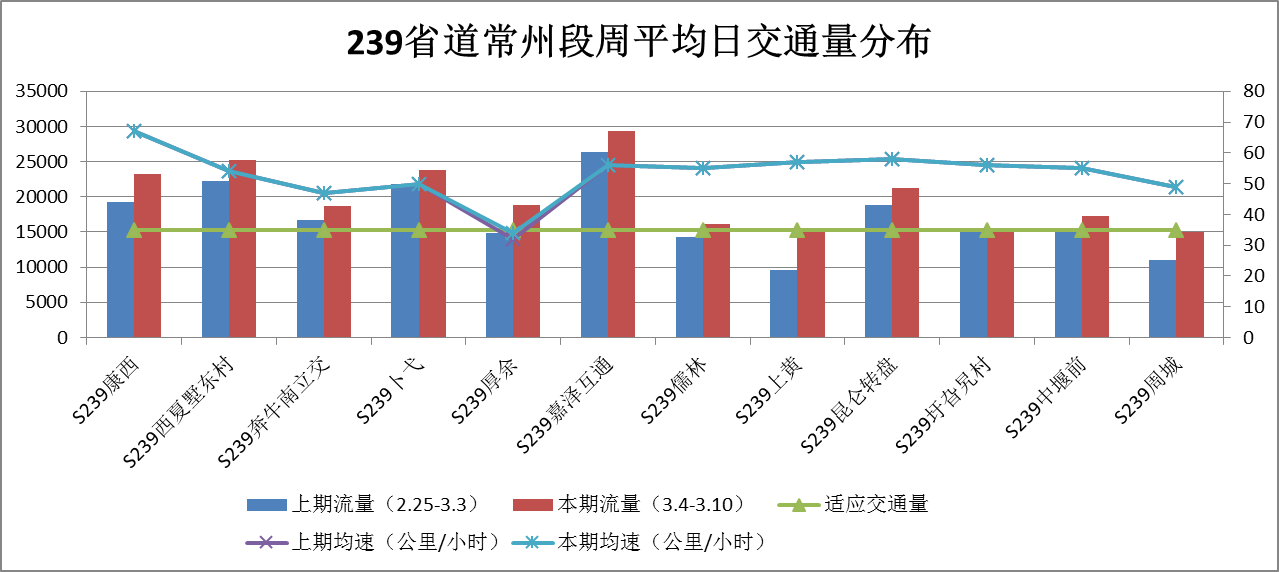 239省道常州段周平均日交通量分布
35000
30000
25000
20000
15000
10000
5000
0
80
70
60
50
40
30
20
10
0
S239康西
S239西夏墅东村
S239奔牛南立交
S239卜弋
S239厚余
S239嘉泽互通
S239儒林
S239上黄
S239昆仑转盘
S239圩旮旯村
S239中堰前
S239周城
上期流量（2.25-3.3）
本期流量（3.4-3.10）
适应交通量
上期均速（公里/小时）
本期均速（公里/小时）